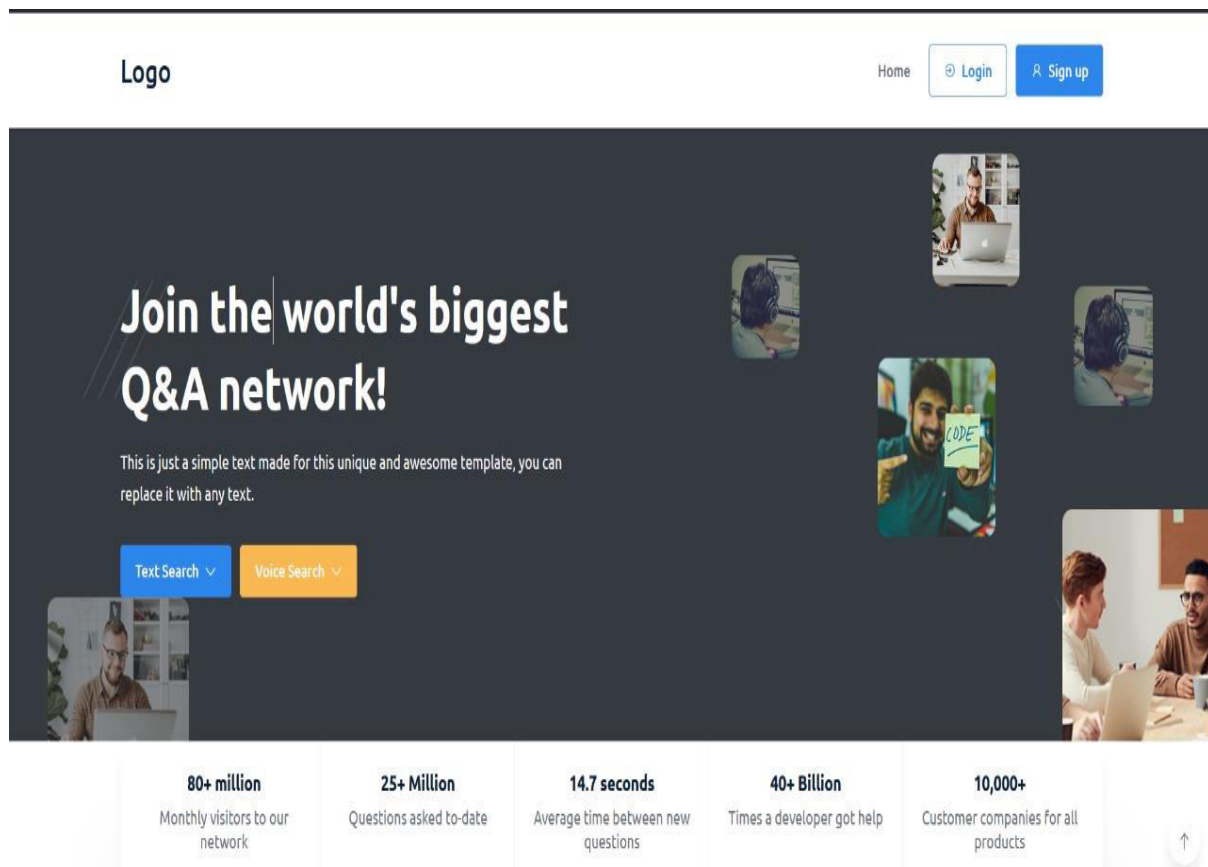 Logo
Home
Login
Sign up
Join the world's biggest
Q&A network!
This is just a simple text made for this unique and awesome template, you can
replace it with any text.
Text Search
Voice Search
CODE
80+ million
Monthly visitors to our
network
25+ Million
Questions asked to-date
14.7 seconds
Average time between new
questions
40+ Billion
Times a developer got help
10,000+
Customer companies for all
products